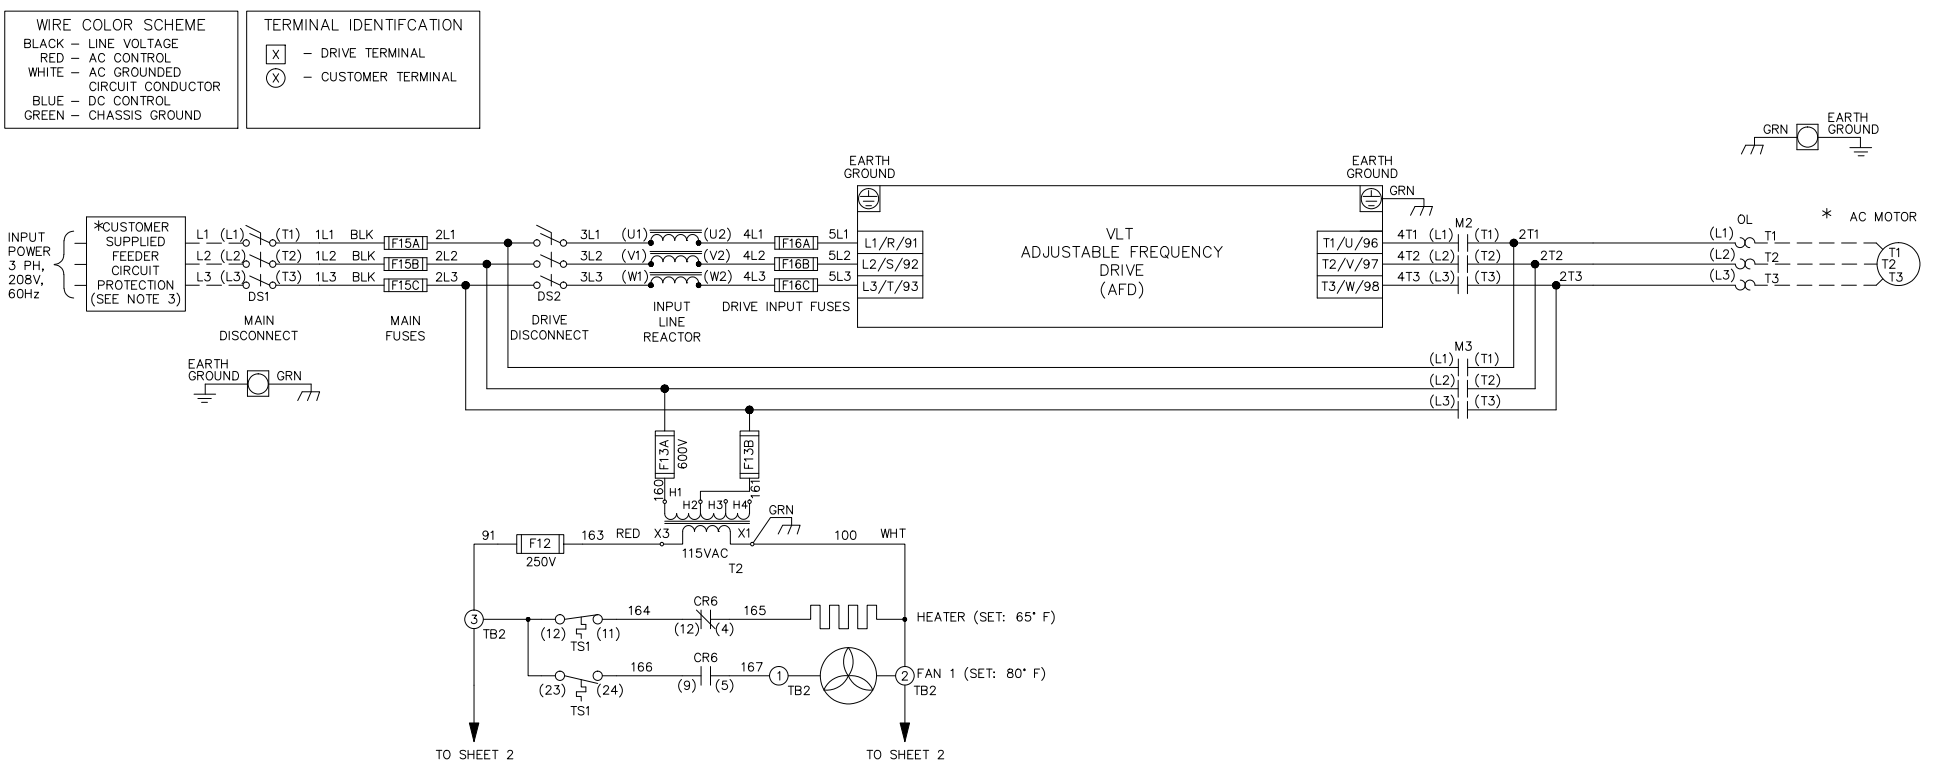 WIRE COLOR SCHEME
BLACK – LINE VOLTAGE
RED – AC CONTROL
WHITE – AC GROUNDED
CIRCUIT CONDUCTOR
BLUE – DC CONTROL
GREEN – CHASSIS GROUND
TERMINAL IDENTIFCATION
X – DRIVE TERMINAL
X – CUSTOMER TERMINAL
GRN
EARTH
GROUND
INPUT
POWER
3 PH,
208V,
60Hz
*CUSTOMER
SUPPLIED
FEEDER
CIRCUIT
PROTECTION
(SEE NOTE 3)
L1 (L1) (T1) 1L1 BLK F15A 2L1
L2 (L2) (T2) 1L2 BLK F15B 2L2
L3 (L3) (T3) 1L3 BLK F15C 2L3
DS1
MAIN
DISCONNECT
MAIN
FUSES
3L1 (U1) (U2) 4L1 F16A 5L1
3L2 (V1) (V2) 4L2 F16B 5L2
3L3 (W1) (W2) 4L3 F16C 5L3
DS2
DRIVE
DISCONNECT
INPUT
LINE
REACTOR
DRIVE INPUT FUSES
EARTH
GROUND
L1/R/91
L2/S/92
L3/T/93
VLT
ADJUSTABLE FREQUENCY
DRIVE
(AFD)
EARTH
GROUND
GRN
T1/U/96
T2/V/97
T3/W/98
M2
4T1 (L1) (T1) 2T1
4T2 (L2) (T2) 2T2
4T3 (L3) (T3) 2T3
OL
(L1) T1
(L2) T2
(L3) T3
* AC MOTOR
T1
T2
T3
EARTH
GROUND GRN
M3
(L1) (T1)
(L2) (T2)
(L3) (T3)
F13A
600V
F13B
160
161
H1 H2 H3 H4
GRN
91 F12 163 RED X3 X1 100 WHT
250V
115VAC
T2
3
TB2
(12) (11)
TS1
164
CR6
(12) (4)
165
HEATER (SET: 65° F)
(23) (24)
TS1
166
CR6
(9) (5)
167
1
TB2
2
TB2
FAN 1 (SET: 80° F)
TO SHEET 2
TO SHEET 2